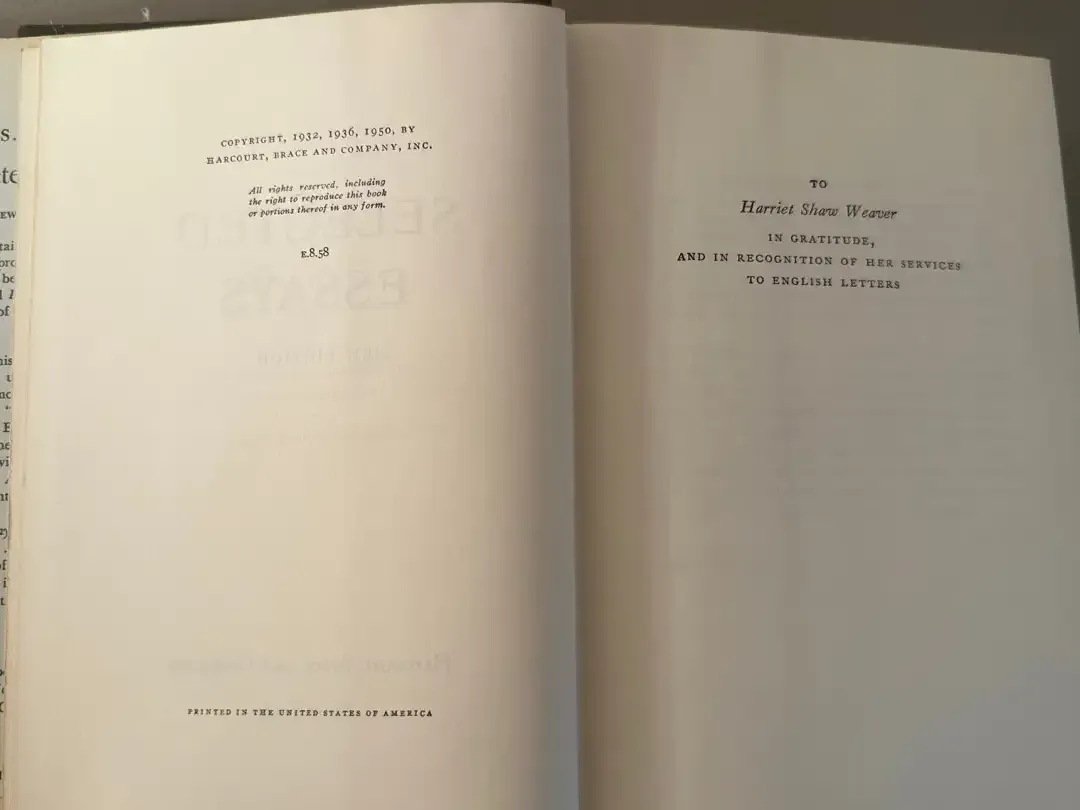 COPYRIGHT, 1932, 1936, 1950, BY
HARCOURT, BRACE AND COMPANY, INC.
All rights reserved, including
the right to reproduce this book
or portions thereof in any form.
E.8.58
PRINTED IN THE UNITED STATES OF AMERICA
TO
Harriet Shaw Weaver
IN GRATITUDE,
AND IN RECOGNITION OF HER SERVICES
TO ENGLISH LETTERS